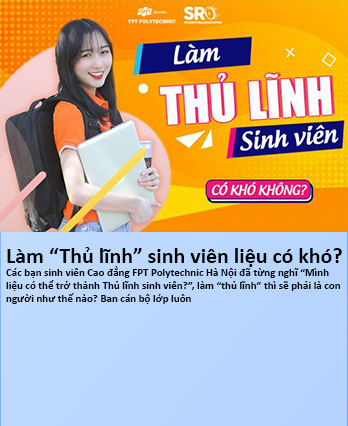 FPT Education
FPT POLYTECHNIC
SRO
Làm
THỦ LĨNH
Sinh viên
CÓ KHÓ KHÔNG?
Làm “Thủ lĩnh” sinh viên liệu có khó?
Các bạn sinh viên Cao đẳng FPT Polytechnic Hà Nội đã từng nghĩ “Mình
liệu có thể trở thành Thủ lĩnh sinh viên?”, làm “thủ lĩnh” thì sẽ phải là con
người như thế nào? Ban cán bộ lớp luôn